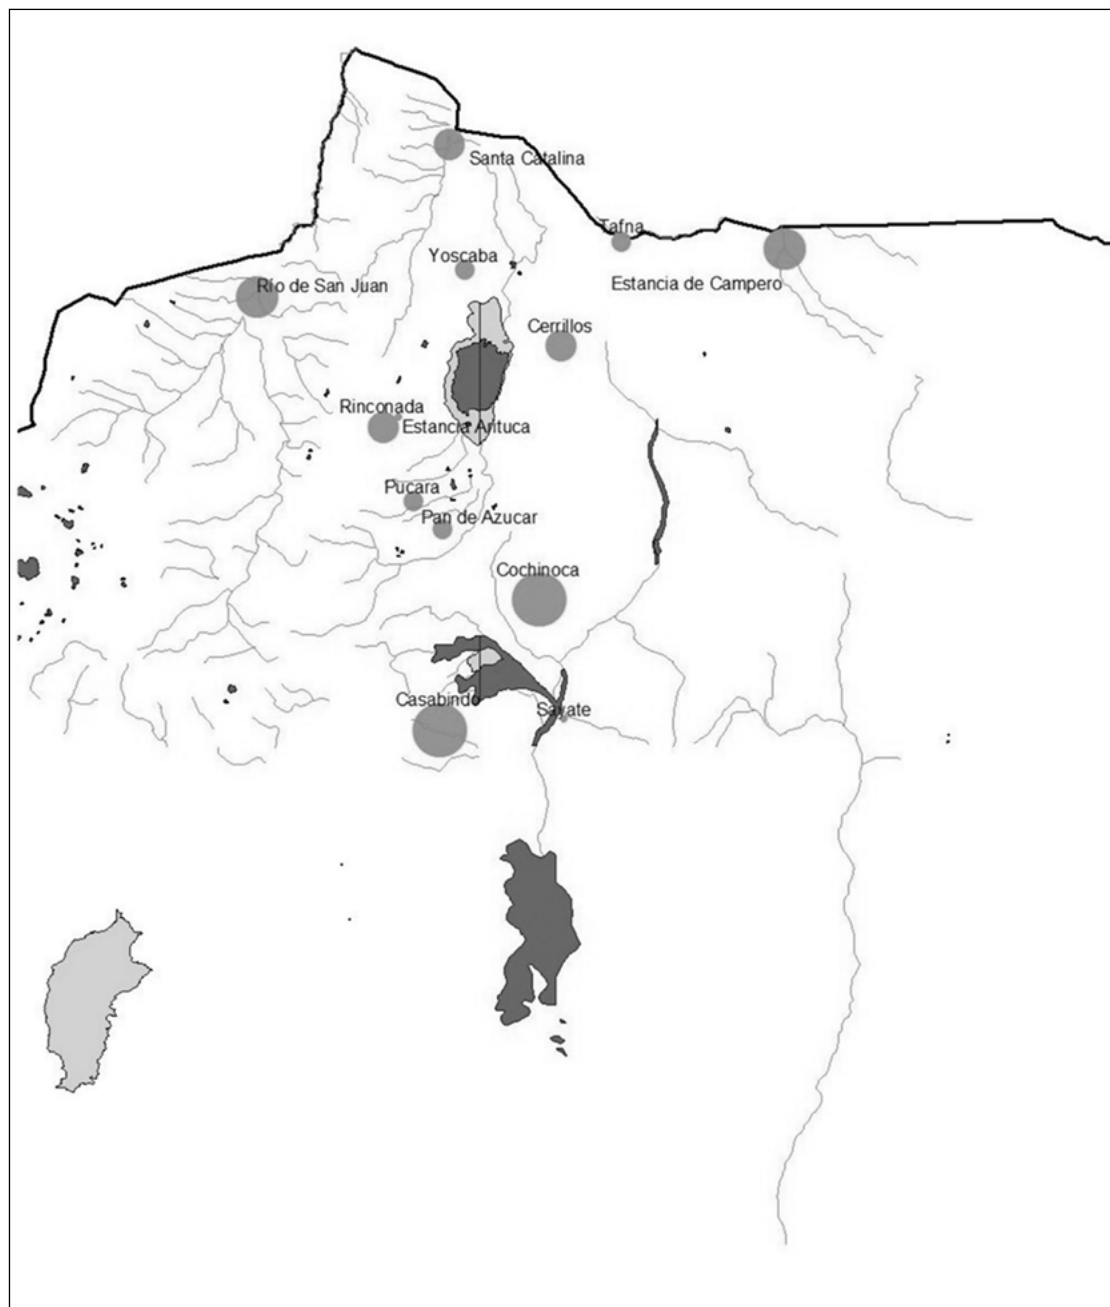 Santa Catalina
Tafna
Yoscaba
Estancia de Campero
Río de San Juan
Cerrillos
Rinconada
Estancia Arituca
Pucara
Pan de Azucar
Cochinoca
Casabindo
Sayate